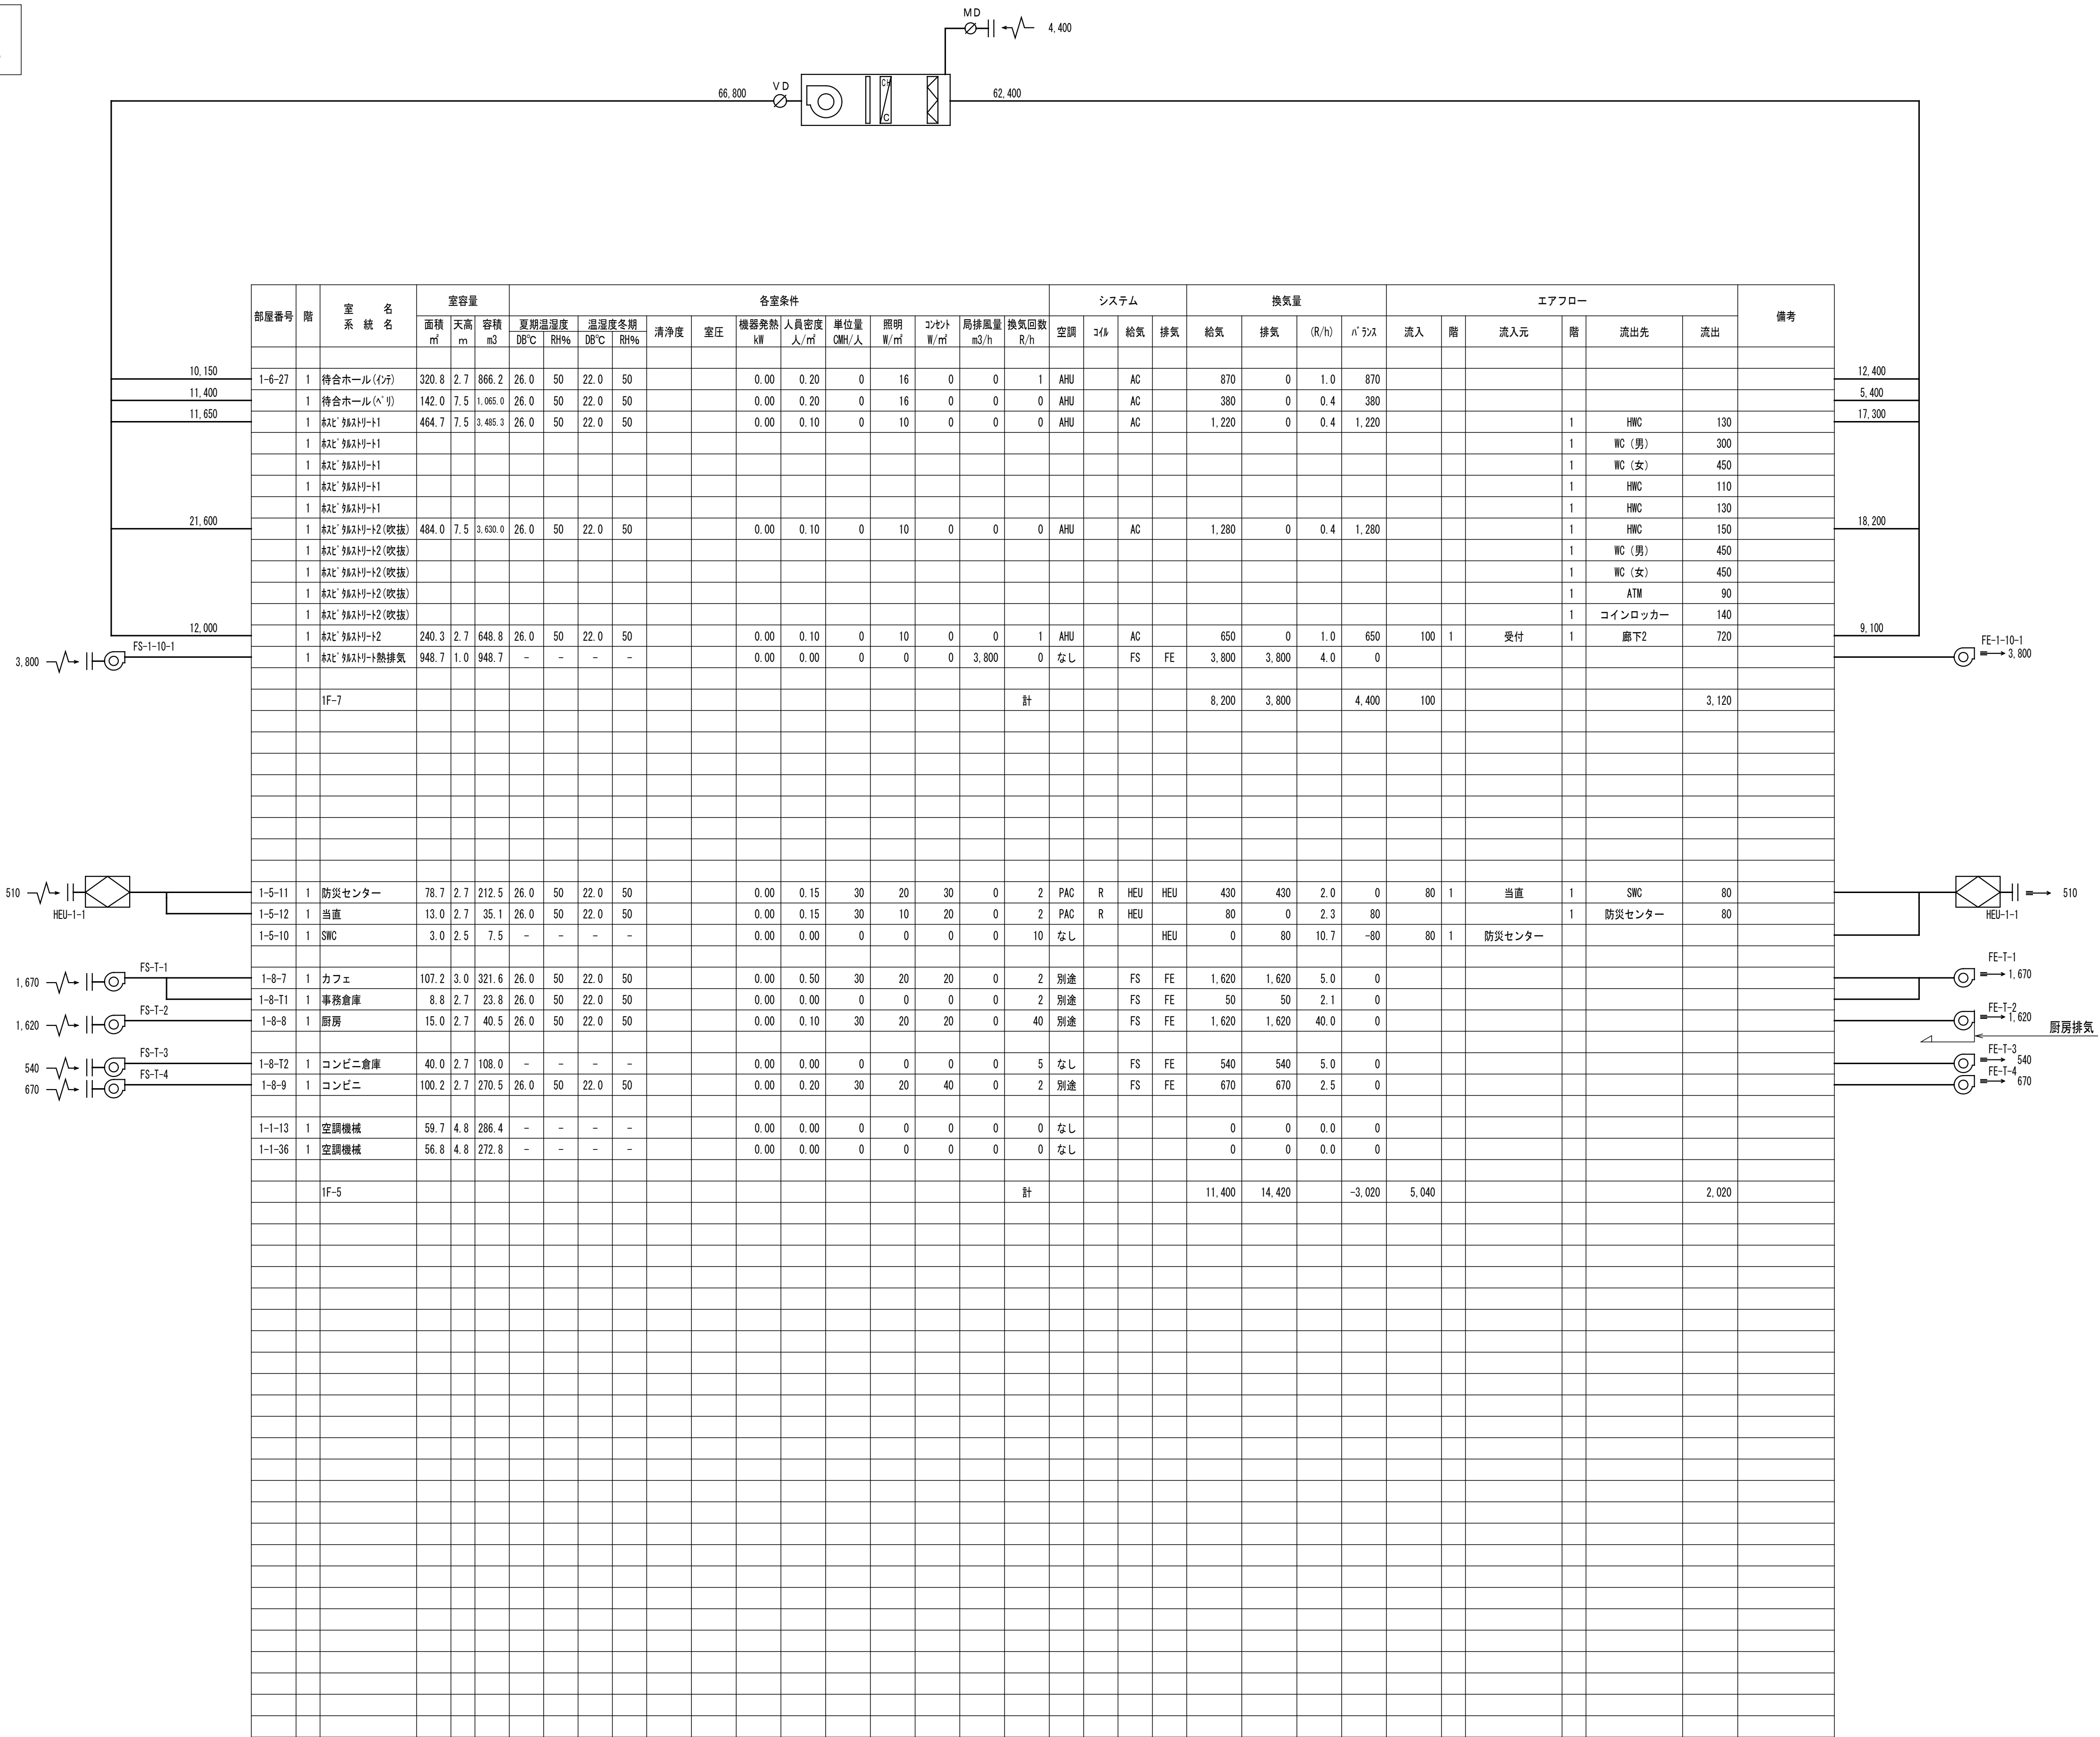 MD
4,400
66,800
VD
CH
C
62,400
部屋番号 階 室 名 系 統 名 室容量 各室条件 システム 換気量 エアフロー 備考
面積 ㎡ 天高 m 容積 m3 夏期温湿度 DB℃ RH% 温湿度冬期 DB℃ RH% 清浄度 室圧 機器発熱 kW 人員密度 人/㎡ 単位量 CMH/人 照明 W/㎡ ｺﾝｾﾝﾄ W/㎡ 局排風量 m3/h 換気回数 R/h 空調 ｺｲﾙ 給気 排気 給気 排気 (R/h) ﾊﾞﾗﾝｽ 流入 階 流入元 階 流出先 流出
10,150 1-6-27 1 待合ホール(ｲﾝﾃ) 320.8 2.7 866.2 26.0 50 22.0 50 0.00 0.20 0 16 0 0 1 AHU AC 870 0 1.0 870 12,400
11,400 1 待合ホール(ﾍﾟﾘ) 142.0 7.5 1,065.0 26.0 50 22.0 50 0.00 0.20 0 16 0 0 0 AHU AC 380 0 0.4 380 5,400
11,650 1 ﾎｽﾋﾟﾀﾙｽﾄﾘｰﾄ1 464.7 7.5 3,485.3 26.0 50 22.0 50 0.00 0.10 0 10 0 0 0 AHU AC 1,220 0 0.4 1,220 1 HWC 130 17,300
1 ﾎｽﾋﾟﾀﾙｽﾄﾘｰﾄ1 1 WC（男） 300
1 ﾎｽﾋﾟﾀﾙｽﾄﾘｰﾄ1 1 WC（女） 450
1 ﾎｽﾋﾟﾀﾙｽﾄﾘｰﾄ1 1 HWC 110
1 ﾎｽﾋﾟﾀﾙｽﾄﾘｰﾄ1 1 HWC 130
21,600 1 ﾎｽﾋﾟﾀﾙｽﾄﾘｰﾄ2(吹抜) 484.0 7.5 3,630.0 26.0 50 22.0 50 0.00 0.10 0 10 0 0 0 AHU AC 1,280 0 0.4 1,280 1 HWC 150 18,200
1 ﾎｽﾋﾟﾀﾙｽﾄﾘｰﾄ2(吹抜) 1 WC（男） 450
1 ﾎｽﾋﾟﾀﾙｽﾄﾘｰﾄ2(吹抜) 1 WC（女） 450
1 ﾎｽﾋﾟﾀﾙｽﾄﾘｰﾄ2(吹抜) 1 ATM 90
1 ﾎｽﾋﾟﾀﾙｽﾄﾘｰﾄ2(吹抜) 1 コインロッカー 140
12,000 1 ﾎｽﾋﾟﾀﾙｽﾄﾘｰﾄ2 240.3 2.7 648.8 26.0 50 22.0 50 0.00 0.10 0 10 0 0 1 AHU AC 650 0 1.0 650 100 1 受付 1 廊下2 720 9,100
3,800 FS-1-10-1 1 ﾎｽﾋﾟﾀﾙｽﾄﾘｰﾄ熱排気 948.7 1.0 948.7 - - - - 0.00 0.00 0 0 0 3,800 0 なし FS FE 3,800 3,800 4.0 0 FE-1-10-1 3,800
1F-7 計 8,200 3,800 4,400 100 3,120
510 HEU-1-1 1-5-11 1 防災センター 78.7 2.7 212.5 26.0 50 22.0 50 0.00 0.15 30 20 30 0 2 PAC R HEU HEU 430 430 2.0 0 80 1 当直 1 SWC 80 HEU-1-1 510
1-5-12 1 当直 13.0 2.7 35.1 26.0 50 22.0 50 0.00 0.15 30 10 20 0 2 PAC R HEU 80 0 2.3 80 1 防災センター 80
1-5-10 1 SWC 3.0 2.5 7.5 - - - - 0.00 0.00 0 0 0 0 10 なし HEU 0 80 10.7 -80 80 1 防災センター
1,670 FS-T-1 1-8-7 1 カフェ 107.2 3.0 321.6 26.0 50 22.0 50 0.00 0.50 30 20 20 0 2 別途 FS FE 1,620 1,620 5.0 0 FE-T-1 1,670
1-8-T1 1 事務倉庫 8.8 2.7 23.8 26.0 50 22.0 50 0.00 0.00 0 0 0 0 2 別途 FS FE 50 50 2.1 0
1,620 FS-T-2 1-8-8 1 厨房 15.0 2.7 40.5 26.0 50 22.0 50 0.00 0.10 30 20 20 0 40 別途 FS FE 1,620 1,620 40.0 0 FE-T-2 1,620
厨房排気
540 FS-T-3 1-8-T2 1 コンビニ倉庫 40.0 2.7 108.0 - - - - 0.00 0.00 0 0 0 0 5 なし FS FE 540 540 5.0 0 FE-T-3 540
670 FS-T-4 1-8-9 1 コンビニ 100.2 2.7 270.5 26.0 50 22.0 50 0.00 0.20 30 20 40 0 2 別途 FS FE 670 670 2.5 0 FE-T-4 670
1-1-13 1 空調機械 59.7 4.8 286.4 - - - - 0.00 0.00 0 0 0 0 0 なし 0 0 0.0 0
1-1-36 1 空調機械 56.8 4.8 272.8 - - - - 0.00 0.00 0 0 0 0 0 なし 0 0 0.0 0
1F-5 計 11,400 14,420 -3,020 5,040 2,020